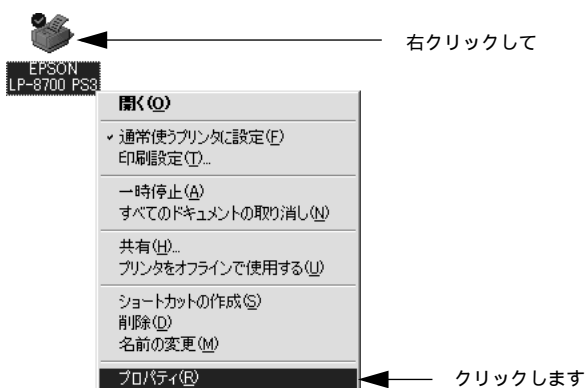 右クリックして
EPSON
LP-8700 PS3
開く(O)
通常使うプリンタに設定(F)
印刷設定(T)...
一時停止(A)
すべてのドキュメントの取り消し(N)
共有(H)...
プリンタをオフラインで使用する(U)
ショートカットの作成(S)
削除(D)
名前の変更(M)
プロパティ(R)
クリックします